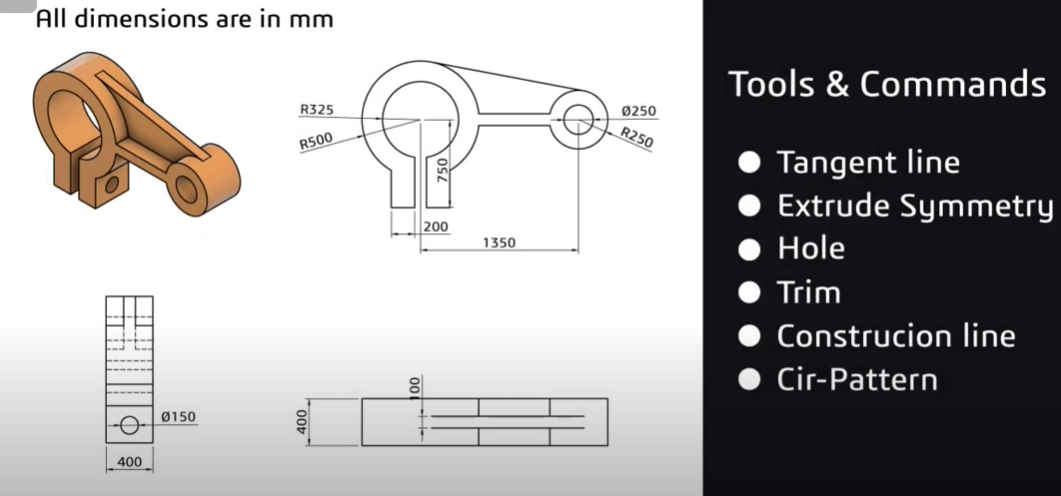 All dimensions are in mm
Tools & Commands
Tangent line
Extrude Symmetry
Hole
Trim
Construcion line
Cir-Pattern
R325
R500
Ø250
R250
750
200
1350
Ø150
400
100
400